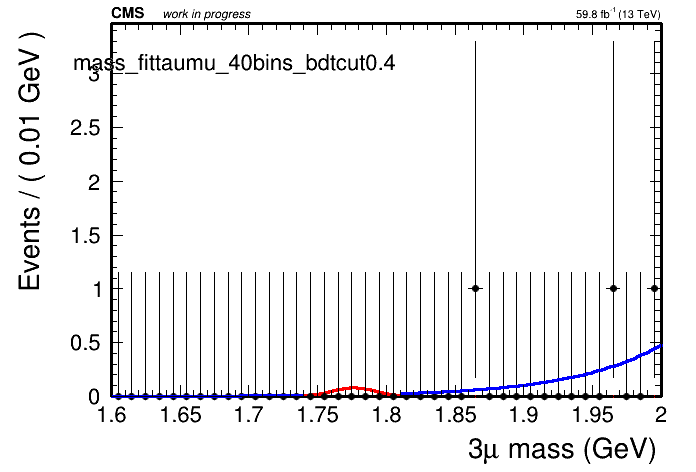 CMS work in progress 59.8 fb⁻¹ (13 TeV)
mass_fittaumu_40bins_bdtcut0.4
Events / ( 0.01 GeV )
3
2.5
2
1.5
1
0.5
0
1.6 1.65 1.7 1.75 1.8 1.85 1.9 1.95 2
3μ mass (GeV)